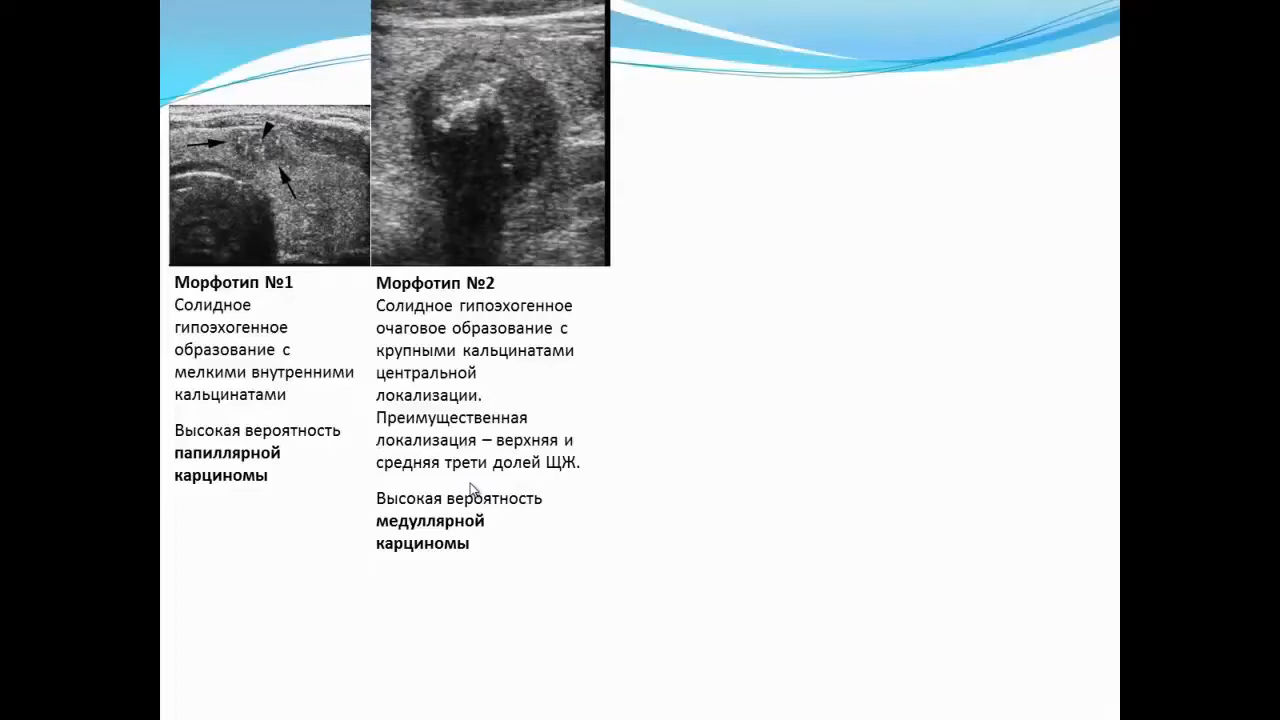 Морфотип №1
Солидное
гипоэхогенное
образование с
мелкими внутренними
кальцинатами
Высокая вероятность
папиллярной
карциномы
Морфотип №2
Солидное гипоэхогенное
очаговое образование с
крупными кальцинатами
центральной
локализации.
Преимущественная
локализация – верхняя и
средняя трети долей ЩЖ.
Высокая вероятность
медуллярной
карциномы